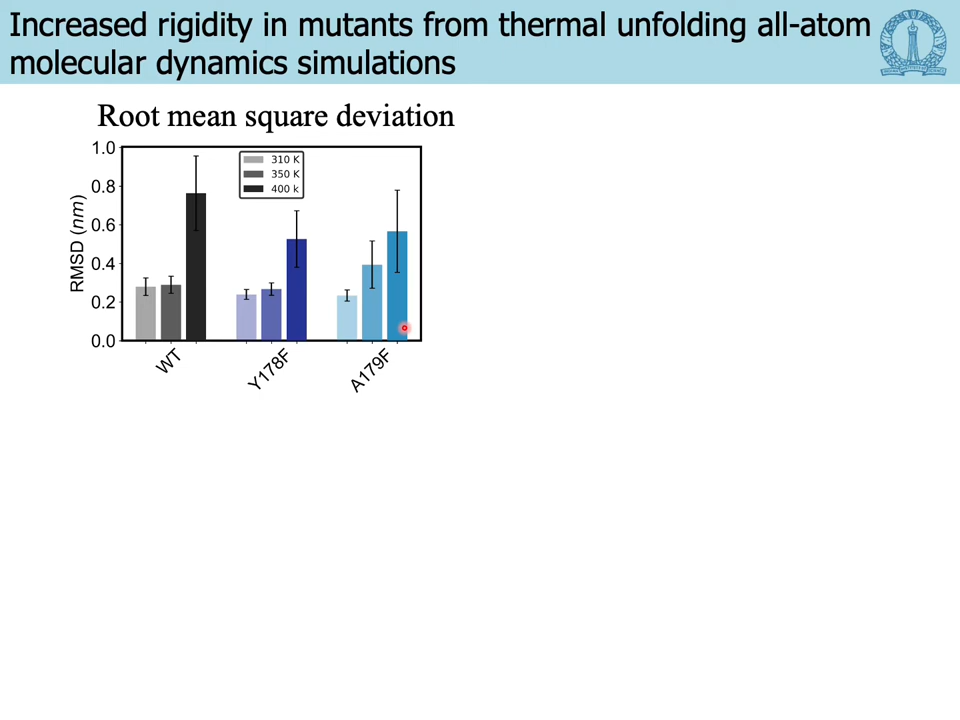 Increased rigidity in mutants from thermal unfolding all-atom
molecular dynamics simulations
Root mean square deviation
1.0
0.8
0.6
0.4
0.2
0.0
RMSD (nm)
310 K
350 K
400 k
WT
Y178F
A179F